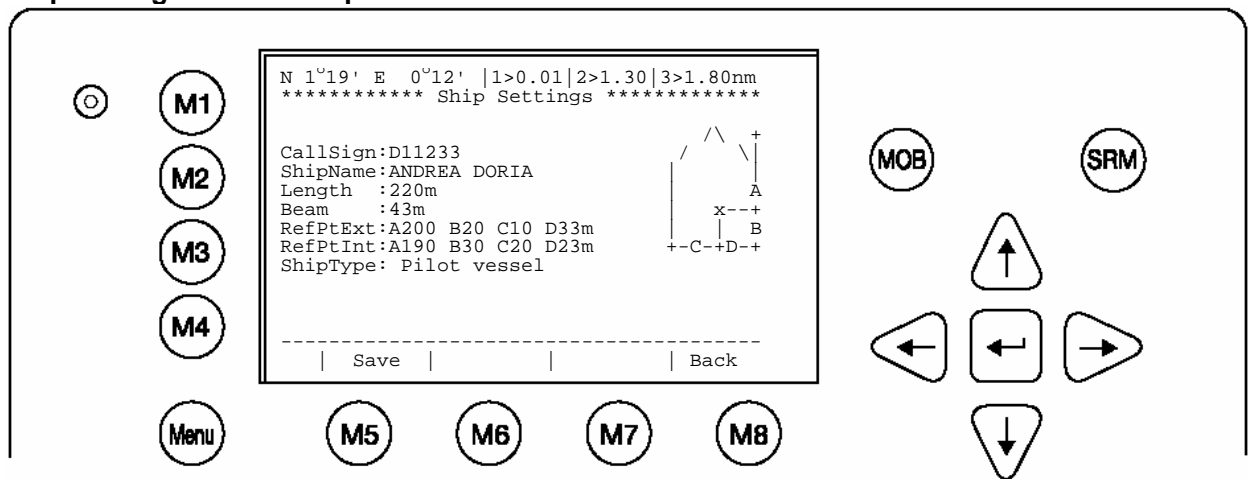 N 1°19' E 0°12' |1>0.01|2>1.30|3>1.80nm
************ Ship Settings *************
CallSign:D11233
ShipName:ANDREA DORIA
Length :220m
Beam :43m
RefPtExt:A200 B20 C10 D33m
RefPtInt:A190 B30 C20 D23m
ShipType: Pilot vessel
/\ +
/ \|
| |
| A
| x--+
| | B
+-C-+D-+
| Save | | | Back
M1
M2
M3
M4
Menu
M5
M6
M7
M8
MOB
SRM